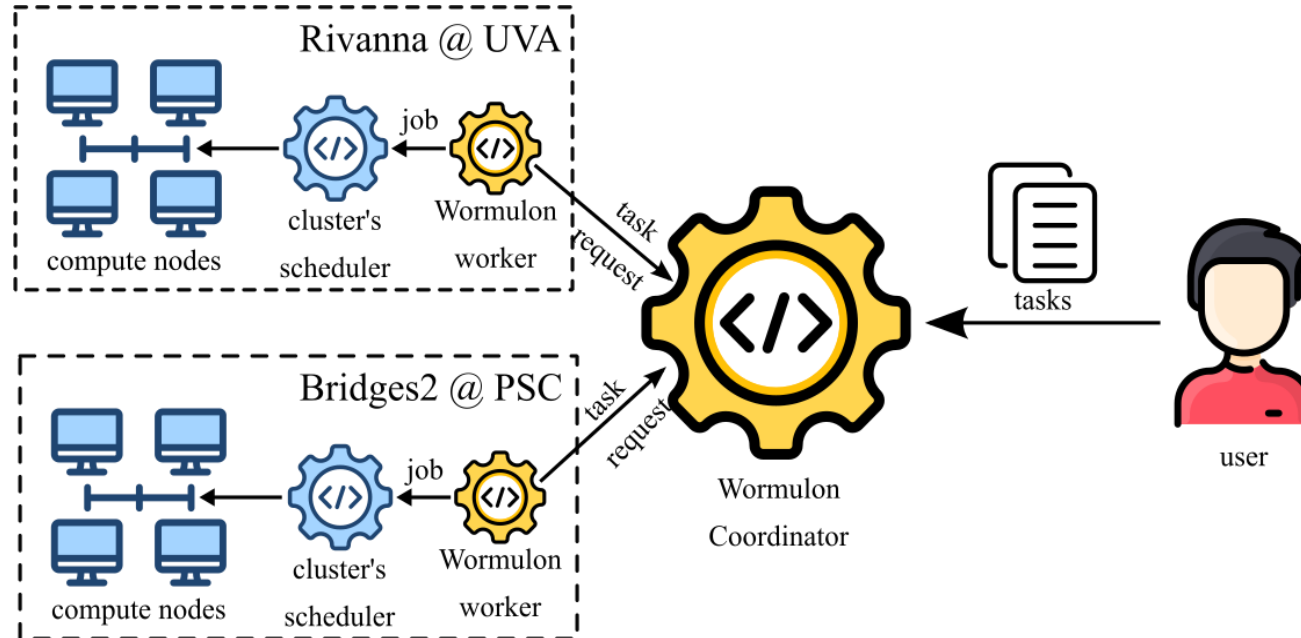 Rivanna @ UVA
job
cluster's
scheduler
Wormulon
worker
compute nodes
task
request
Bridges2 @ PSC
job
cluster's
scheduler
Wormulon
worker
compute nodes
task
request
Wormulon
Coordinator
tasks
user